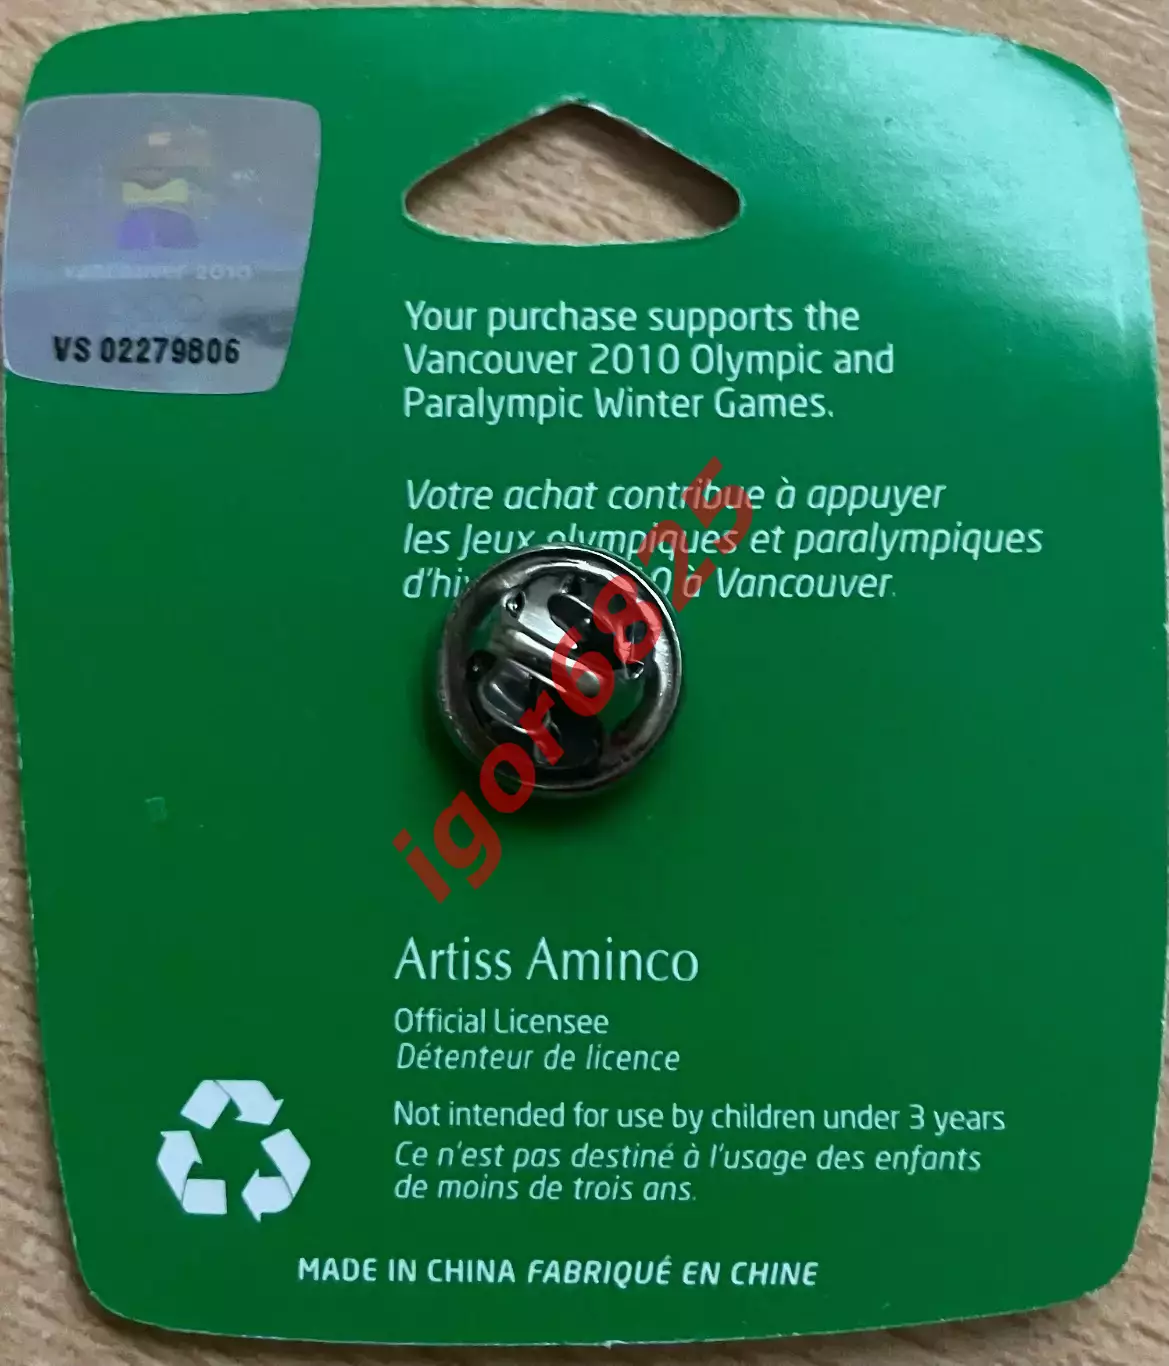 vancouver 2010
VS 02279806
Your purchase supports the
Vancouver 2010 Olympic and
Paralympic Winter Games.
Votre achat contribue à appuyer
les Jeux olympiques et paralympiques
à Vancouver.
igor6825
Artiss Aminco
Official Licensee
Détenteur de licence
Not intended for use by children under 3 years
Ce n'est pas destiné à l'usage des enfants
de moins de trois ans.
MADE IN CHINA FABRIQUÉ EN CHINE